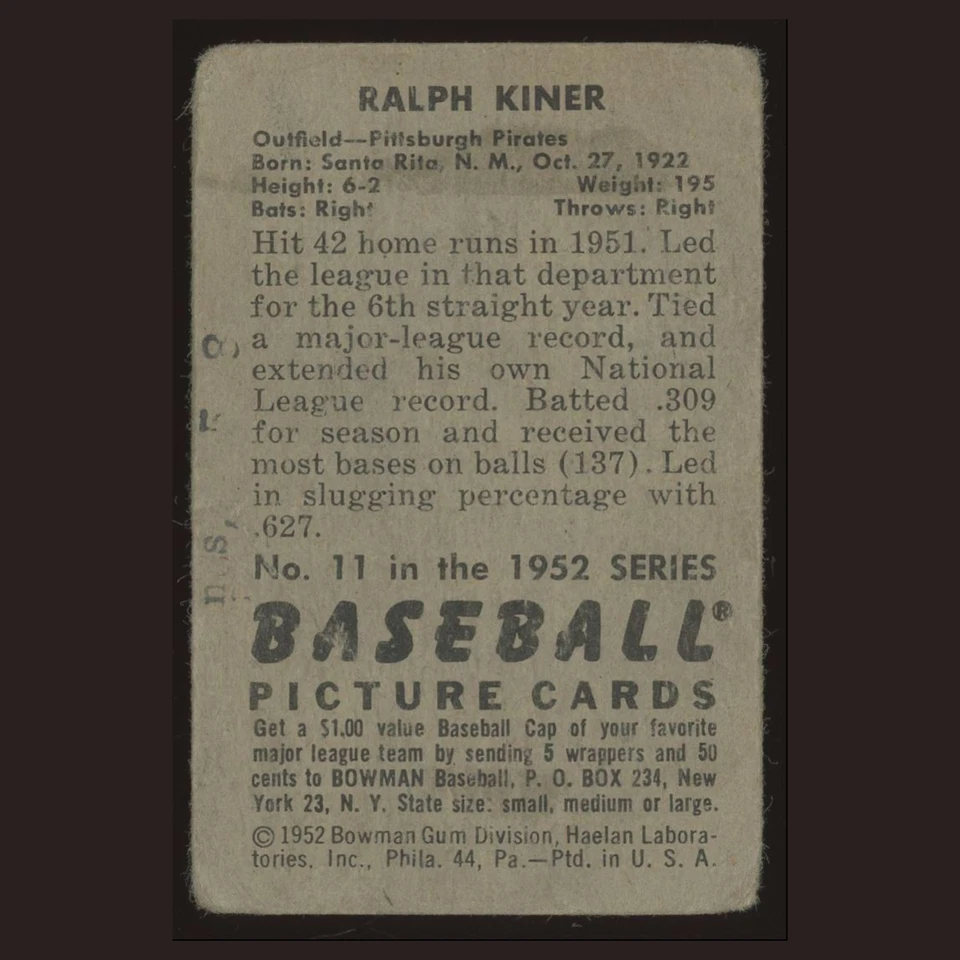 RALPH KINER
Outfield--Pittsburgh Pirates
Born: Santa Rita, N. M., Oct. 27, 1922
Height: 6-2 Weight: 195
Bats: Right Throws: Right
Hit 42 home runs in 1951. Led
the league in that department
for the 6th straight year. Tied
a major-league record, and
extended his own National
League record. Batted .309
for season and received the
most bases on balls (137). Led
in slugging percentage with
.627.
No. 11 in the 1952 SERIES
BASEBALL®
PICTURE CARDS
Get a $1.00 value Baseball Cap of your favorite
major league team by sending 5 wrappers and 50
cents to BOWMAN Baseball, P. O. BOX 234, New
York 23, N. Y. State size: small, medium or large.
© 1952 Bowman Gum Division, Haelan Labora-
tories, Inc., Phila. 44, Pa.—Ptd. in U. S. A.